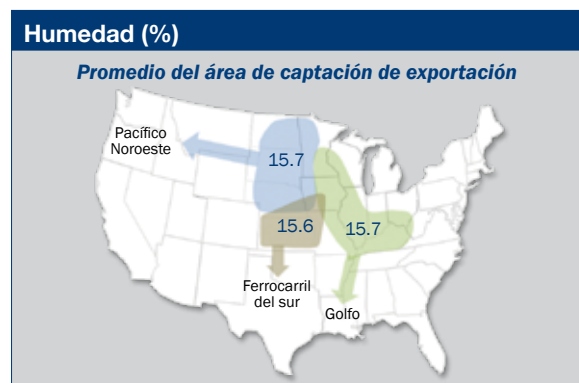 Humedad (%)
Promedio del área de captación de exportación
Pacífico
Noroeste
15.7
15.6
15.7
Ferrocarril
del sur
Golfo